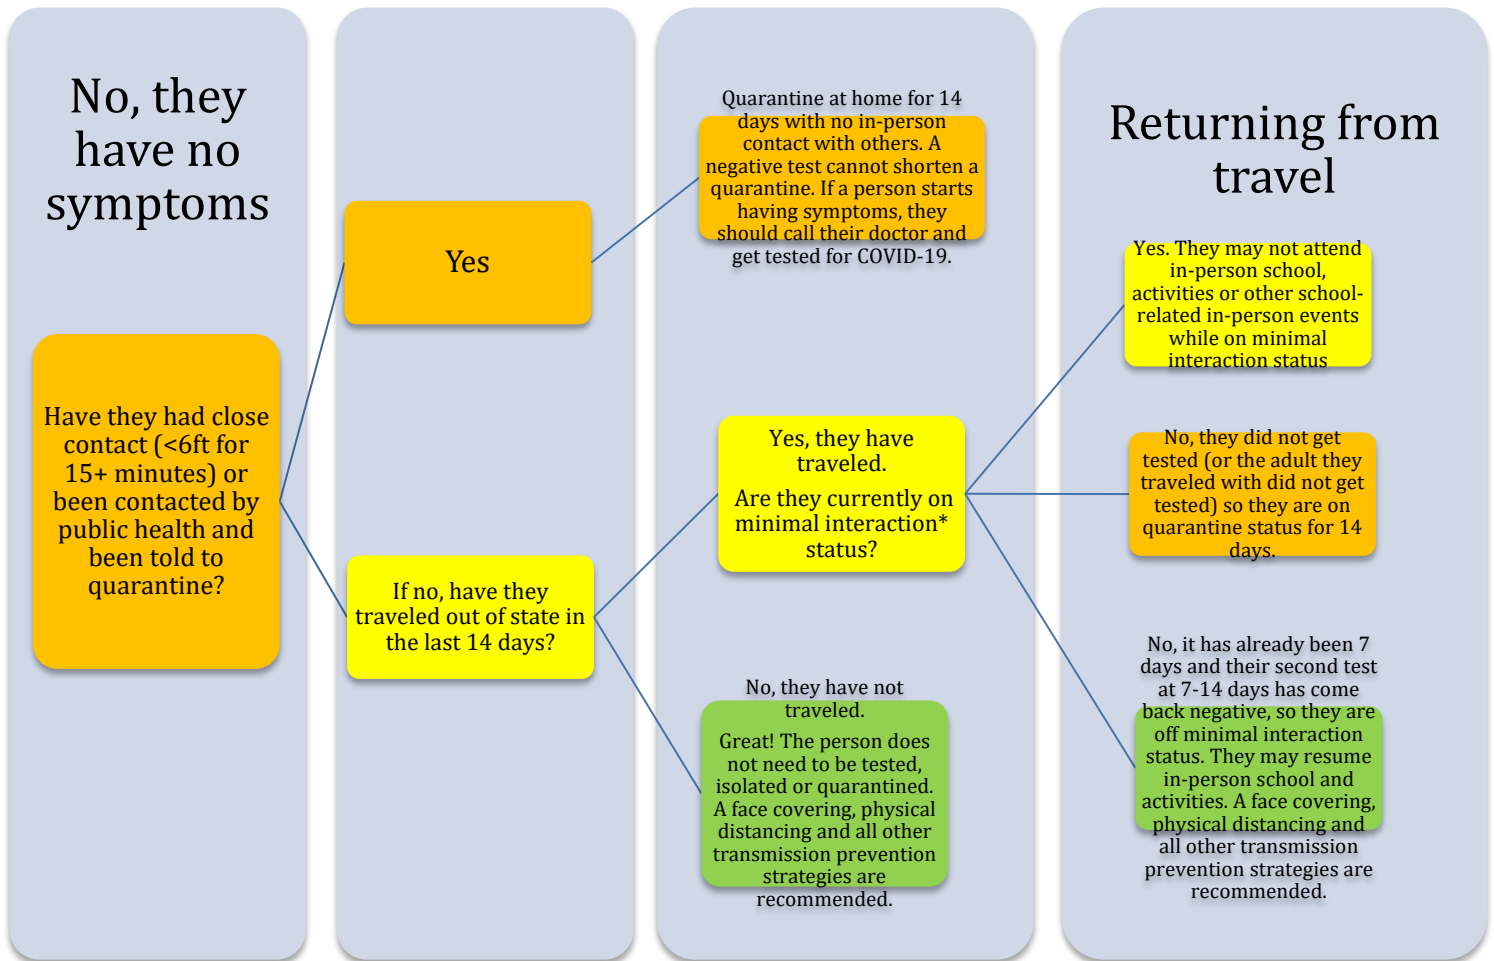 No, they
have no
symptoms
Have they had close
contact (<6ft for
15+ minutes) or
been contacted by
public health and
been told to
quarantine?
Yes
If no, have they
traveled out of state in
the last 14 days?
Quarantine at home for 14
days with no in-person
contact with others. A
negative test cannot shorten a
quarantine. If a person starts
having symptoms, they
should call their doctor and
get tested for COVID-19.
Yes, they have
traveled.
Are they currently on
minimal interaction*
status?
No, they have not
traveled.
Great! The person does
not need to be tested,
isolated or quarantined.
A face covering, physical
distancing and all other
transmission prevention
strategies are
recommended.
Returning from
travel
Yes. They may not attend
in-person school,
activities or other school-
related in-person events
while on minimal
interaction status
No, they did not get
tested (or the adult they
traveled with did not get
tested) so they are on
quarantine status for 14
days.
No, it has already been 7
days and their second test
at 7-14 days has come
back negative, so they are
off minimal interaction
status. They may resume
in-person school and
activities. A face covering,
physical distancing and
all other transmission
prevention strategies are
recommended.